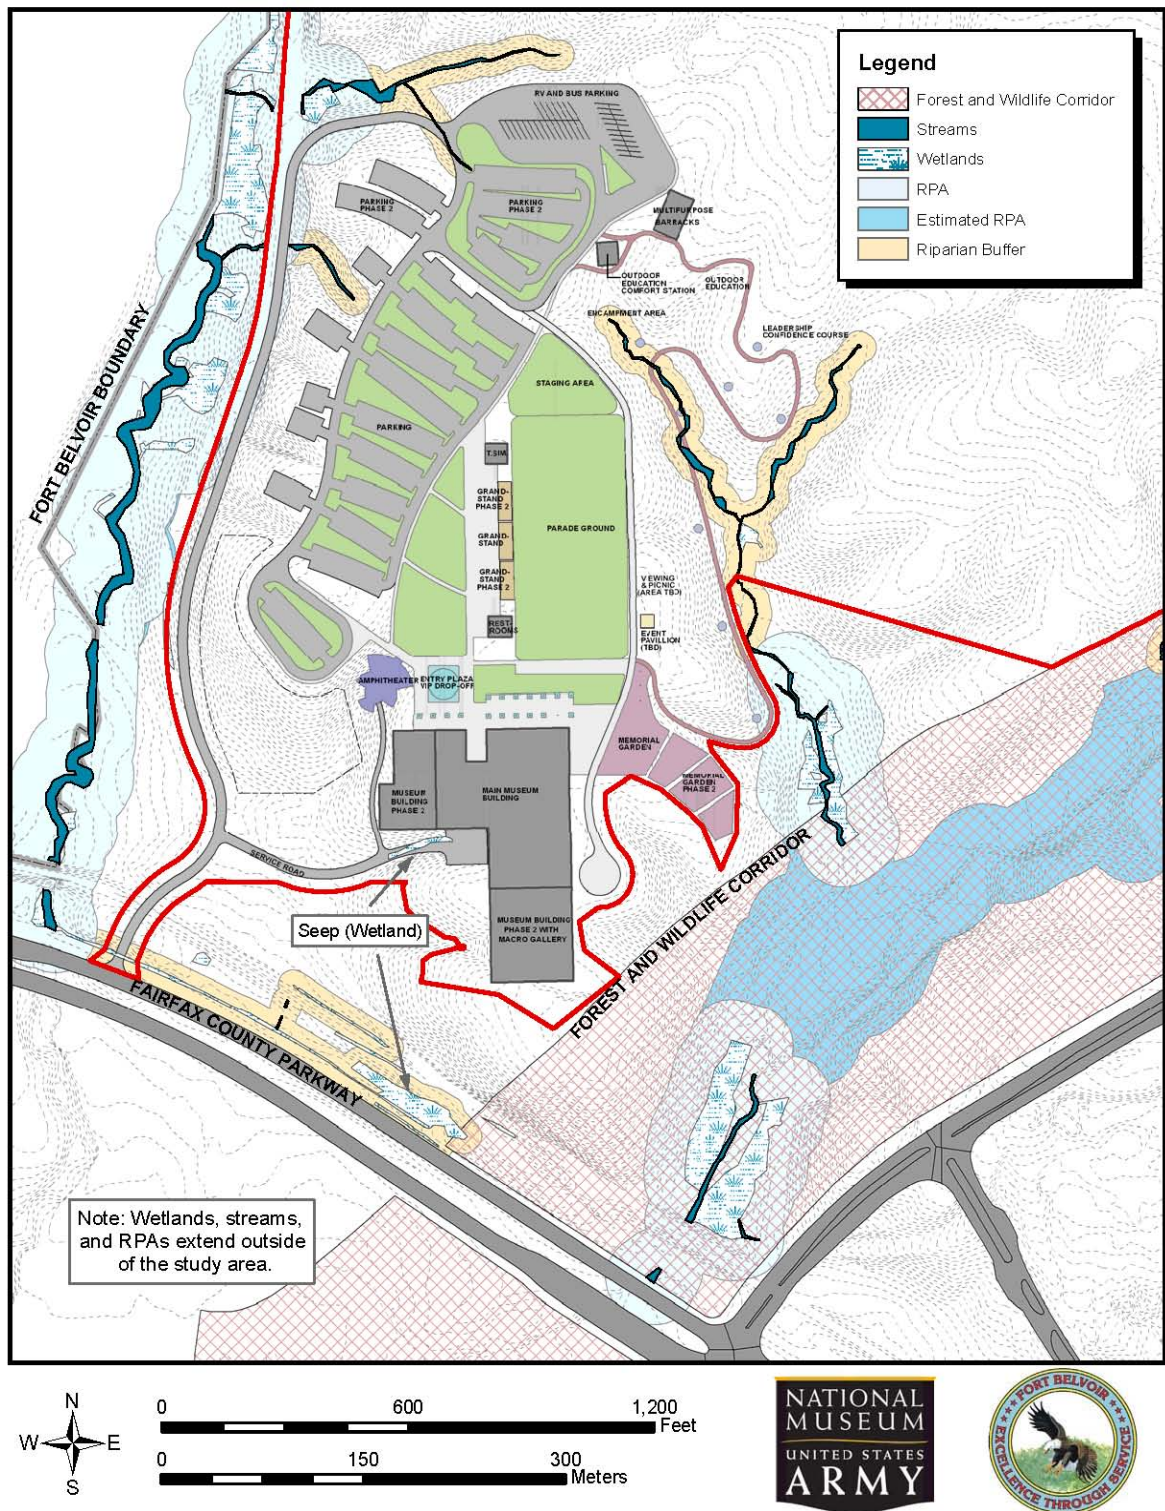 Legend
Forest and Wildlife Corridor
Streams
Wetlands
RPA
Estimated RPA
Riparian Buffer
RV AND BUS PARKING
PARKING
PHASE 2
PARKING
PHASE 2
MULTIPURPOSE
BARRACKS
OUTDOOR
EDUCATION
COMFORT STATION
OUTDOOR
EDUCATION
ENCAMPMENT AREA
LEADERSHIP
CONFIDENCE COURSE
FORT BELVOIR BOUNDARY
STAGING AREA
PARKING
T.SIM
GRAND-
STAND
PHASE 2
GRAND-
STAND
GRAND-
STAND
PHASE 2
PARADE GROUND
REST-
ROOMS
VIEWING
& PICNIC
(AREA TBD)
EVENT
PAVILLION
(TBD)
AMPHITHEATER
ENTRY PLAZA
VIP DROP-OFF
MEMORIAL
GARDEN
MEMORIAL
GARDEN
PHASE 2
MUSEUM
BUILDING
PHASE 2
MAIN MUSEUM
BUILDING
SERVICE ROAD
MUSEUM BUILDING
PHASE 2 WITH
MACRO GALLERY
Seep (Wetland)
FOREST AND WILDLIFE CORRIDOR
FAIRFAX COUNTY PARKWAY
Note: Wetlands, streams,
and RPAs extend outside
of the study area.
N
W E
S
0 600 1,200
Feet
0 150 300
Meters
NATIONAL
MUSEUM
UNITED STATES
ARMY
FORT BELVOIR
EXCELLENCE THROUGH SERVICE